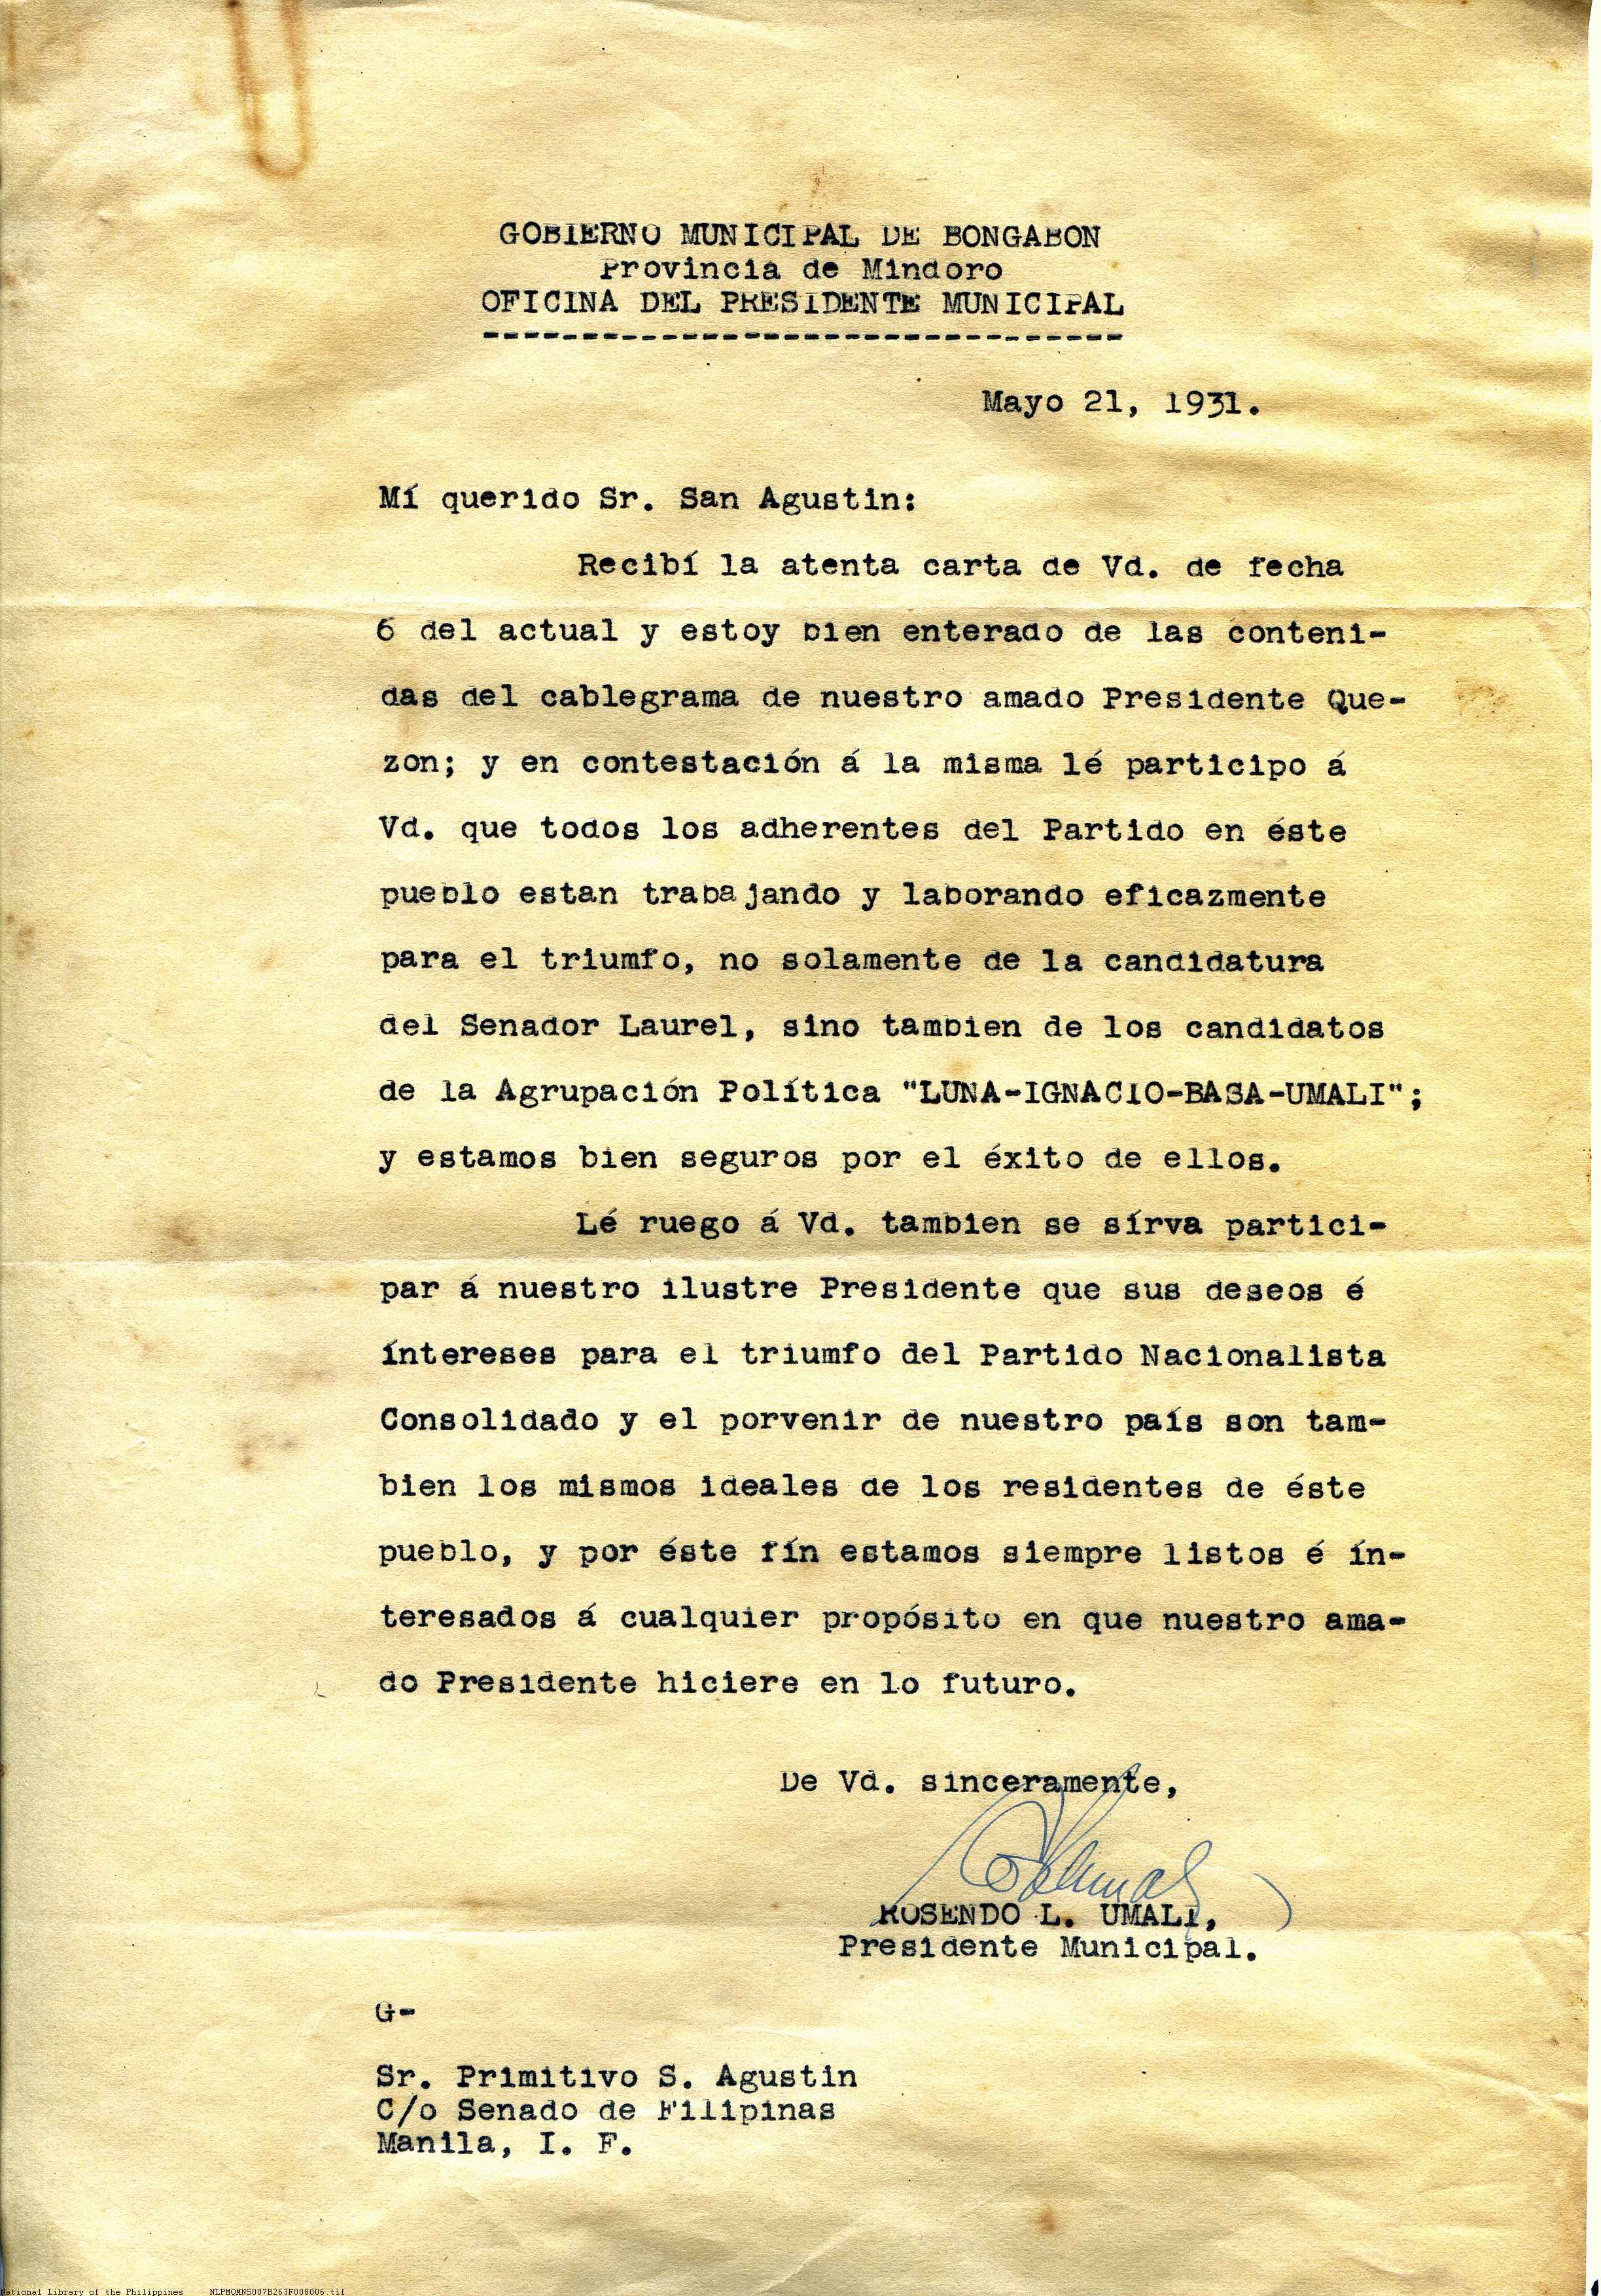 GOBIERNO MUNICIPAL DE BONGABON
Provincia de Mindoro
OFICINA DEL PRESIDENTE MUNICIPAL
--------------------------------
Mayo 21, 1931.
Mí querido Sr. San Agustin:
Recibí la atenta carta de Vd. de fecha
6 del actual y estoy bien enterado de las conteni-
das del cablegrama de nuestro amado Presidente Que-
zon; y en contestación á la misma lé participo á
Vd. que todos los adherentes del Partido en éste
pueblo estan trabajando y laborando eficazmente
para el triumfo, no solamente de la candidatura
del Senador Laurel, sino tambien de los candidatos
de la Agrupación Política "LUNA-IGNACIO-BASA-UMALI";
y estamos bien seguros por el éxito de ellos.
Lé ruego á Vd. tambien se sírva partici-
par á nuestro ilustre Presidente que sus deseos é
íntereses para el triumfo del Partido Nacionalista
Consolidado y el porvenir de nuestro país son tam-
bien los mismos ideales de los residentes de éste
pueblo, y por éste fín estamos siempre listos é ín-
teresados á cualquier propósito en que nuestro ama-
do Presidente hiciere en lo futuro.
De Vd. sinceramente,
ROSENDO L. UMALI,
Presidente Municipal.
G-
Sr. Primitivo S. Agustin
C/o Senado de Filipinas
Manila, I. F.
National Library of the Philippines NLPMQMNS007B263F008006.tif